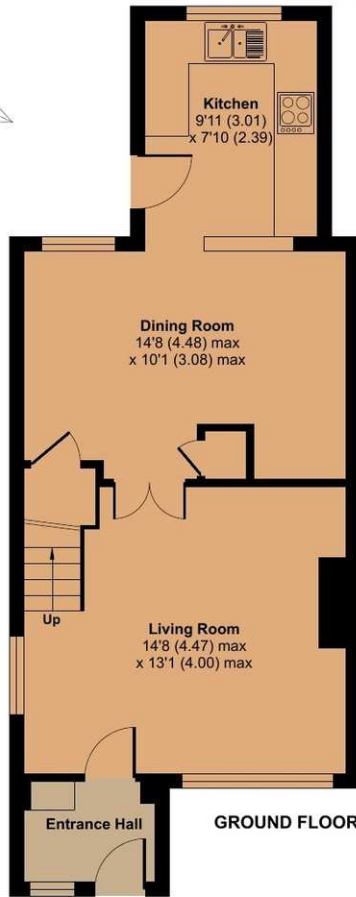 Kitchen
9'11 (3.01)
x 7'10 (2.39)
Dining Room
14'8 (4.48) max
x 10'1 (3.08) max
Up
Living Room
14'8 (4.47) max
x 13'1 (4.00) max
Entrance Hall
GROUND FLOOR